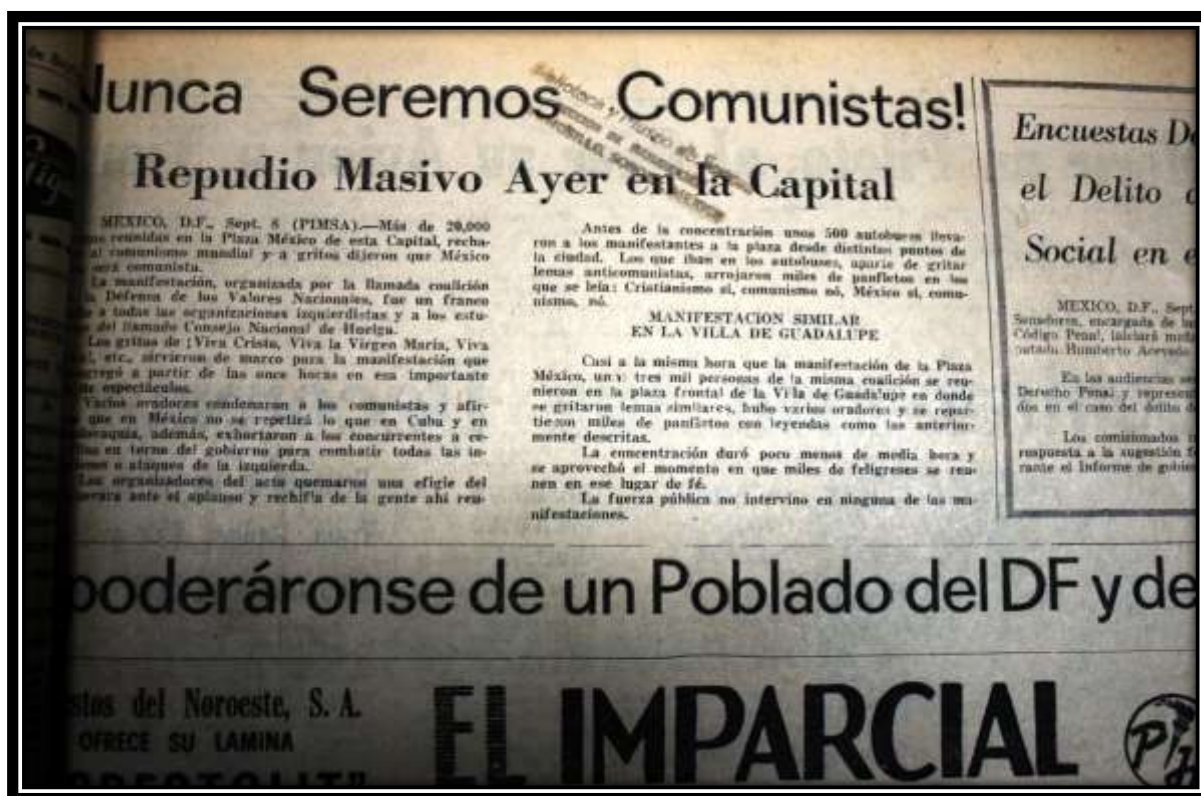 Nunca Seremos Comunistas!
Repudio Masivo Ayer en la Capital
MEXICO, D.F., Sept. 8 (PIMSA).—Más de 20,000
reunidas en la Plaza México de esta Capital, recha-
al comunismo mundial y a gritos dijeron que México
será comunista.
La manifestación, organizada por la llamada coalición
Defensa de los Valores Nacionales, fue un franco
a todas las organizaciones izquierdistas y a los estu-
del llamado Consejo Nacional de Huelga.
Los gritos de ¡Viva Cristo, Viva la Virgen María, Viva
etc., sirvieron de marco para la manifestación que
congregó a partir de las once horas en esa importante
de espectáculos.
Varios oradores condenaron a los comunistas y afir-
que en México no se repetirá lo que en Cuba y en
además, exhortaron a los concurrentes a ce-
en torno del gobierno para combatir todas las in-
o ataques de la izquierda.
Los organizadores del acto quemaron una efigie del
ante el aplauso y rechifla de la gente ahí reu-
Antes de la concentración unos 500 autobuses lleva-
ron a los manifestantes a la plaza desde distintos puntos de
la ciudad. Los que iban en los autobuses, aparte de gritar
lemas anticomunistas, arrojaron miles de panfletos en los
que se leía: Cristianismo sí, comunismo nó, México sí, comu-
nismo, nó.
MANIFESTACION SIMILAR
EN LA VILLA DE GUADALUPE
Casi a la misma hora que la manifestación de la Plaza
México, unas tres mil personas de la misma coalición se reu-
nieron en la plaza frontal de la Villa de Guadalupe en donde
se gritaron lemas similares, hubo varios oradores y se repar-
tieron miles de panfletos con leyendas como las anterior-
mente descritas.
La concentración duró poco menos de media hora y
se aprovechó el momento en que miles de feligreses se reu-
nen en ese lugar de fé.
La fuerza pública no intervino en ninguna de las ma-
nifestaciones.
Encuestas
el Delito
Social en
MEXICO, D.F., Sept
Senadores, encargada de
Código Penal, iniciará
Humberto Acevedo
En las audiencias
Derecho Penal y
dos en el caso del delito
Los comisionados
respuesta a la sugestión
rante el Informe de
poderáronse de un Poblado del DF y de
del Noroeste, S. A.
OFRECE SU LAMINA
EL IMPARCIAL